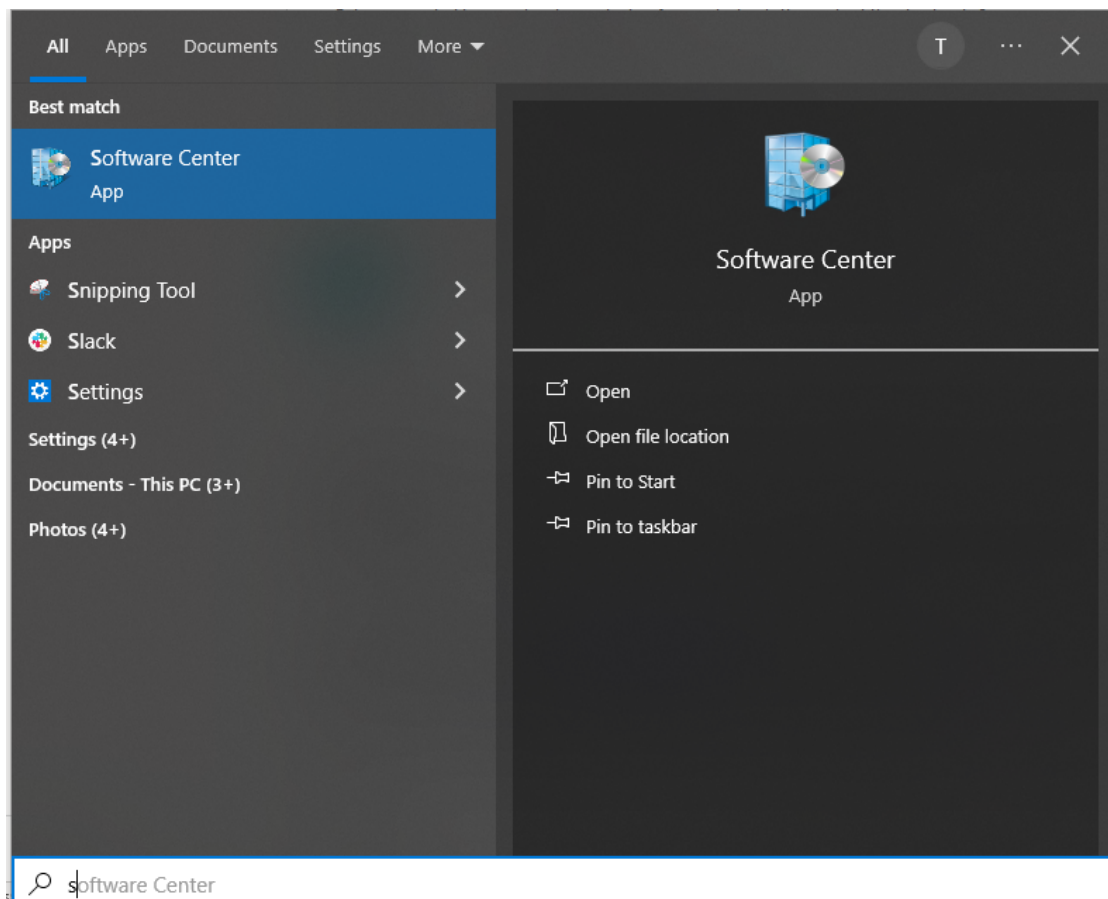 All Apps Documents Settings More T ...
Best match
Software Center
App
Apps
Snipping Tool
Slack
Settings
Settings (4+)
Documents - This PC (3+)
Photos (4+)
Software Center
App
Open
Open file location
Pin to Start
Pin to taskbar
software Center